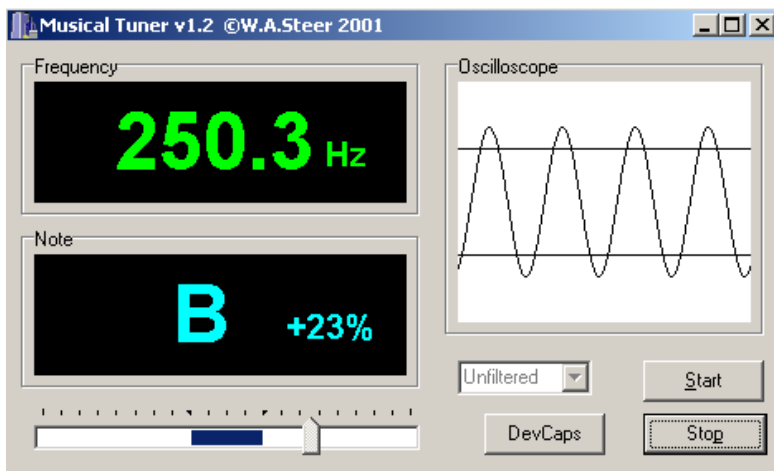 Musical Tuner v1.2 ©W.A.Steer 2001
Frequency
250.3 Hz
Note
B +23%
Oscilloscope
Unfiltered
Start
DevCaps
Stop